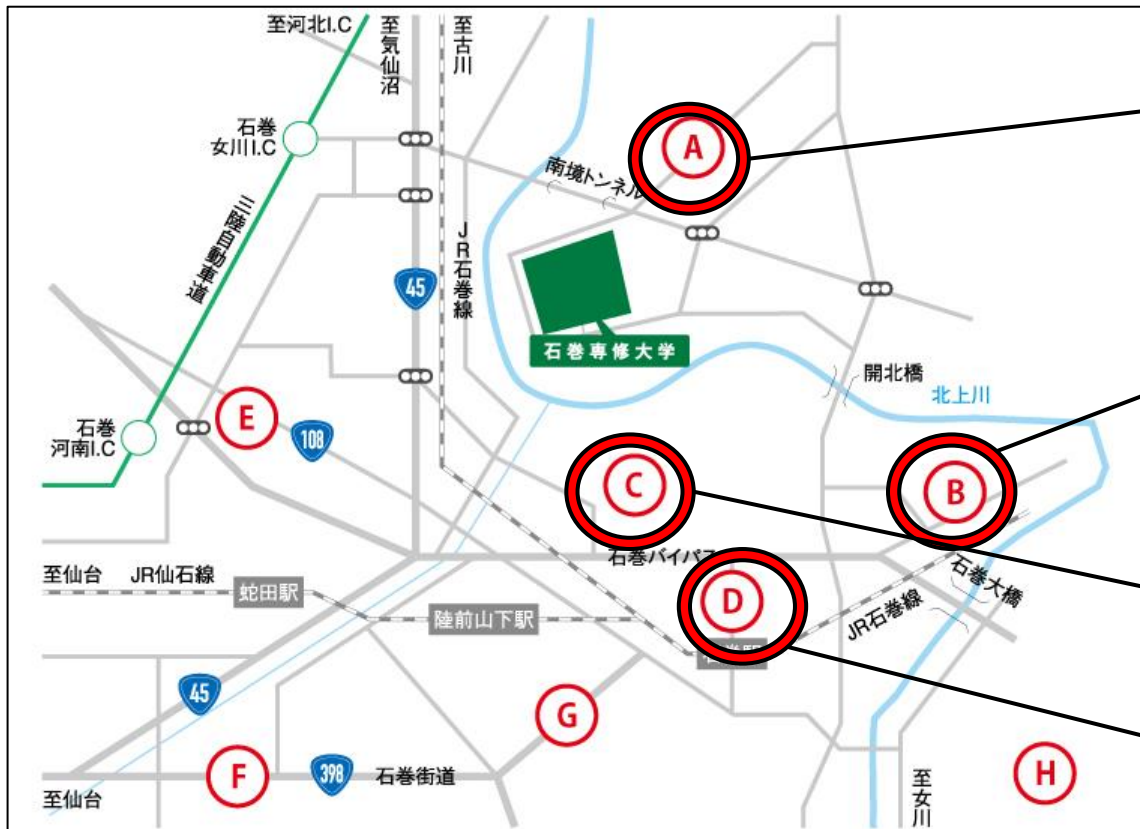 至河北I.C
至気仙沼
至古川
石巻
女川I.C
A
南境トンネル
三陸自動車道
45
JR石巻線
石巻専修大学
開北橋
北上川
E
石巻
河南I.C
108
C
B
石巻バイパス
至仙台
JR仙石線
蛇田駅
陸前山下駅
D
石巻大橋
JR石巻線
45
G
F
398
石巻街道
至仙台
至女川
H